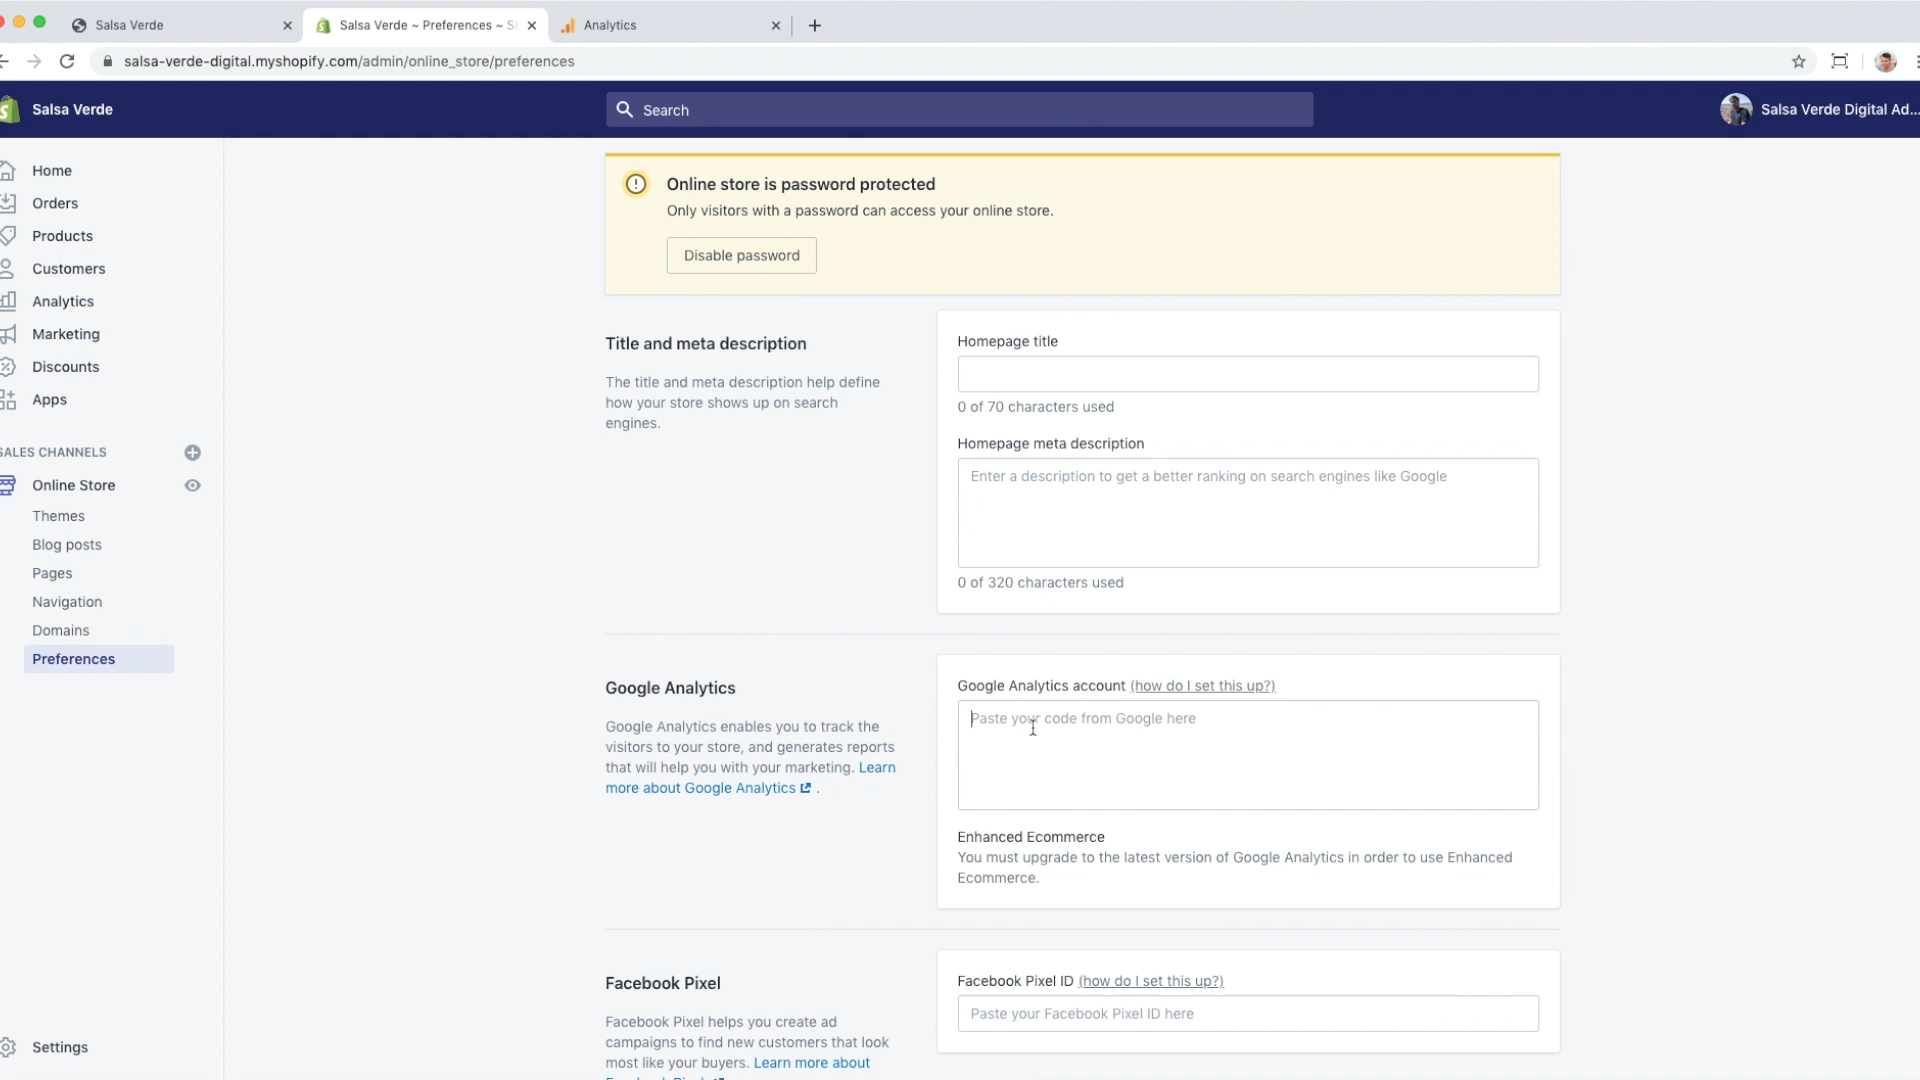 Salsa Verde
Salsa Verde ~ Preferences ~ S
Analytics
salsa-verde-digital.myshopify.com/admin/online_store/preferences
Salsa Verde
Search
Salsa Verde Digital Ad...
Home
Orders
Products
Customers
Analytics
Marketing
Discounts
Apps
SALES CHANNELS
Online Store
Themes
Blog posts
Pages
Navigation
Domains
Preferences
Settings
Online store is password protected
Only visitors with a password can access your online store.
Disable password
Title and meta description
The title and meta description help define
how your store shows up on search
engines.
Homepage title
0 of 70 characters used
Homepage meta description
Enter a description to get a better ranking on search engines like Google
0 of 320 characters used
Google Analytics
Google Analytics enables you to track the
visitors to your store, and generates reports
that will help you with your marketing. Learn
more about Google Analytics .
Google Analytics account (how do I set this up?)
Paste your code from Google here
Enhanced Ecommerce
You must upgrade to the latest version of Google Analytics in order to use Enhanced
Ecommerce.
Facebook Pixel
Facebook Pixel helps you create ad
campaigns to find new customers that look
most like your buyers. Learn more about
Facebook Pixel ID (how do I set this up?)
Paste your Facebook Pixel ID here